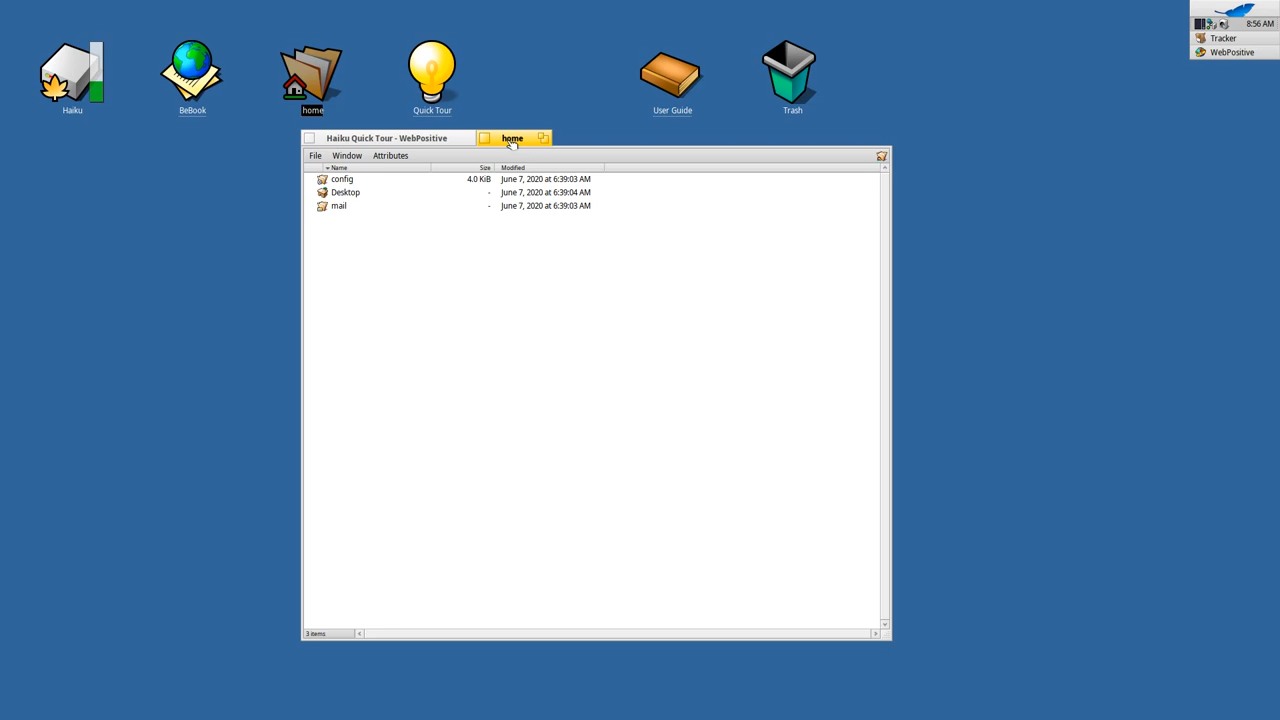 8:56 AM
Tracker
WebPositive
Haiku
BeBook
home
Quick Tour
User Guide
Trash
Haiku Quick Tour - WebPositive
home
File Window Attributes
Name Size Modified
config 4.0 KiB June 7, 2020 at 6:39:03 AM
Desktop - June 7, 2020 at 6:39:04 AM
mail - June 7, 2020 at 6:39:03 AM
3 items